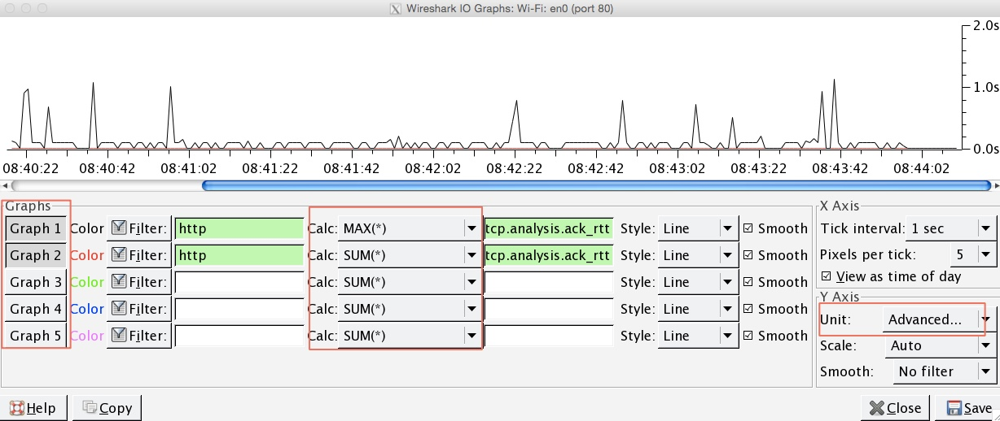 Wireshark IO Graphs: Wi-Fi: en0 (port 80)
2.0s
1.0s
0.0s
08:40:22 08:40:42 08:41:02 08:41:22 08:41:42 08:42:02 08:42:22 08:42:42 08:43:02 08:43:22 08:43:42 08:44:02
Graphs
Graph 1 Color Filter: http Calc: MAX(*) tcp.analysis.ack_rtt Style: Line Smooth
Graph 2 Color Filter: http Calc: SUM(*) tcp.analysis.ack_rtt Style: Line Smooth
Graph 3 Color Filter: Calc: SUM(*) Style: Line Smooth
Graph 4 Color Filter: Calc: SUM(*) Style: Line Smooth
Graph 5 Color Filter: Calc: SUM(*) Style: Line Smooth
X Axis
Tick interval: 1 sec
Pixels per tick: 5
View as time of day
Y Axis
Unit: Advanced...
Scale: Auto
Smooth: No filter
Help Copy Close Save